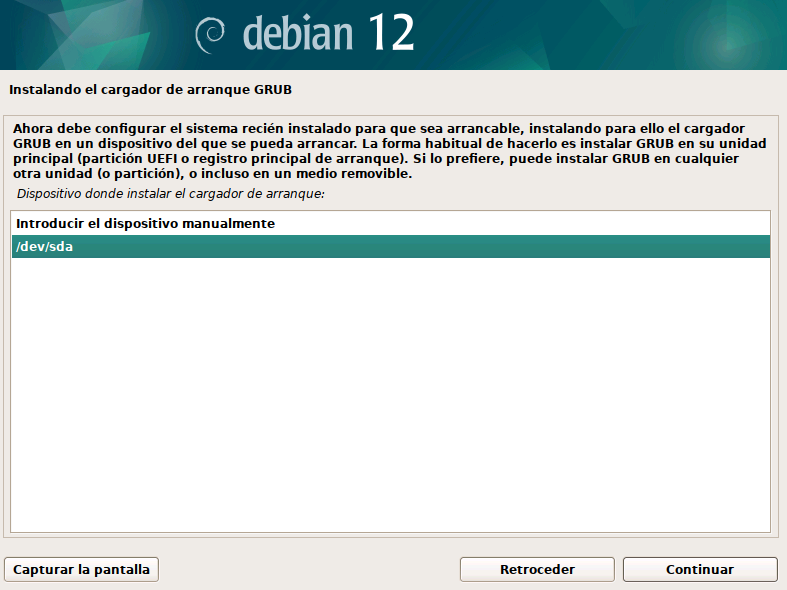 debian 12
Instalando el cargador de arranque GRUB
Ahora debe configurar el sistema recién instalado para que sea arrancable, instalando para ello el cargador
GRUB en un dispositivo del que se pueda arrancar. La forma habitual de hacerlo es instalar GRUB en su unidad
principal (partición UEFI o registro principal de arranque). Si lo prefiere, puede instalar GRUB en cualquier
otra unidad (o partición), o incluso en un medio removible.
Dispositivo donde instalar el cargador de arranque:
Introducir el dispositivo manualmente
/dev/sda
Capturar la pantalla Retroceder Continuar